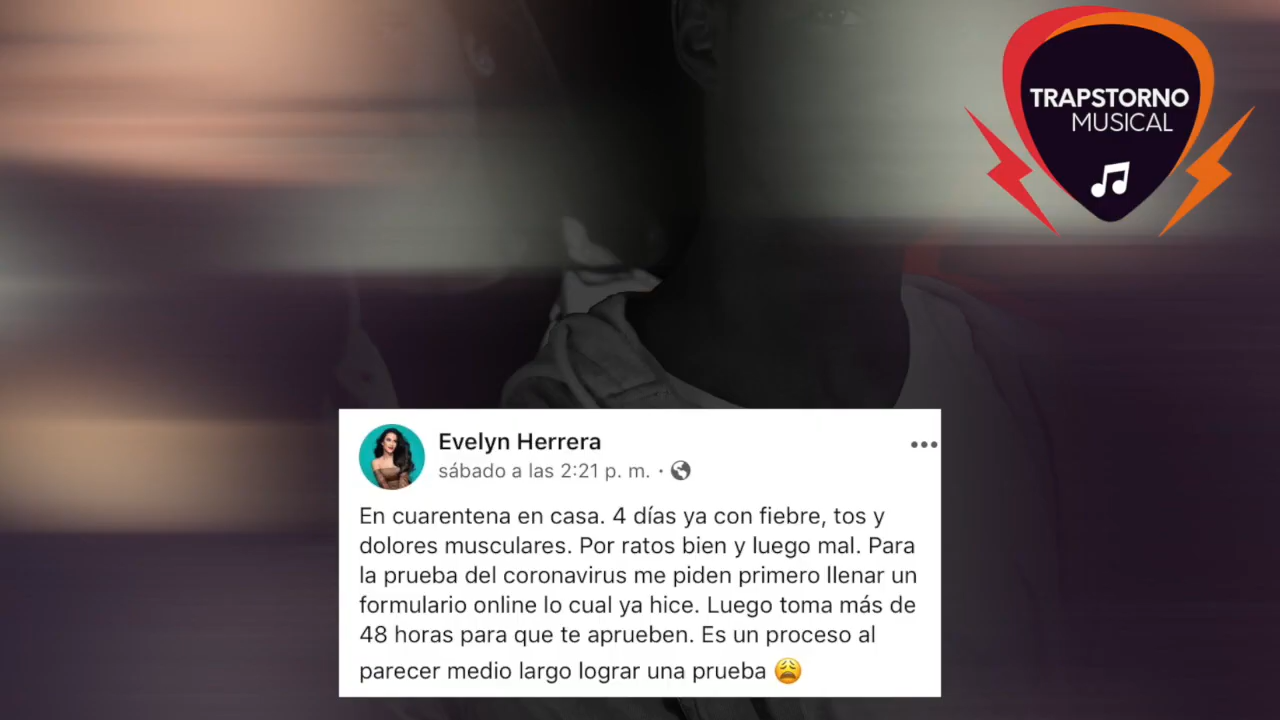 TRAPSTORNO
MUSICAL
Evelyn Herrera
sábado a las 2:21 p. m. ·
En cuarentena en casa. 4 días ya con fiebre, tos y
dolores musculares. Por ratos bien y luego mal. Para
la prueba del coronavirus me piden primero llenar un
formulario online lo cual ya hice. Luego toma más de
48 horas para que te aprueben. Es un proceso al
parecer medio largo lograr una prueba 😩